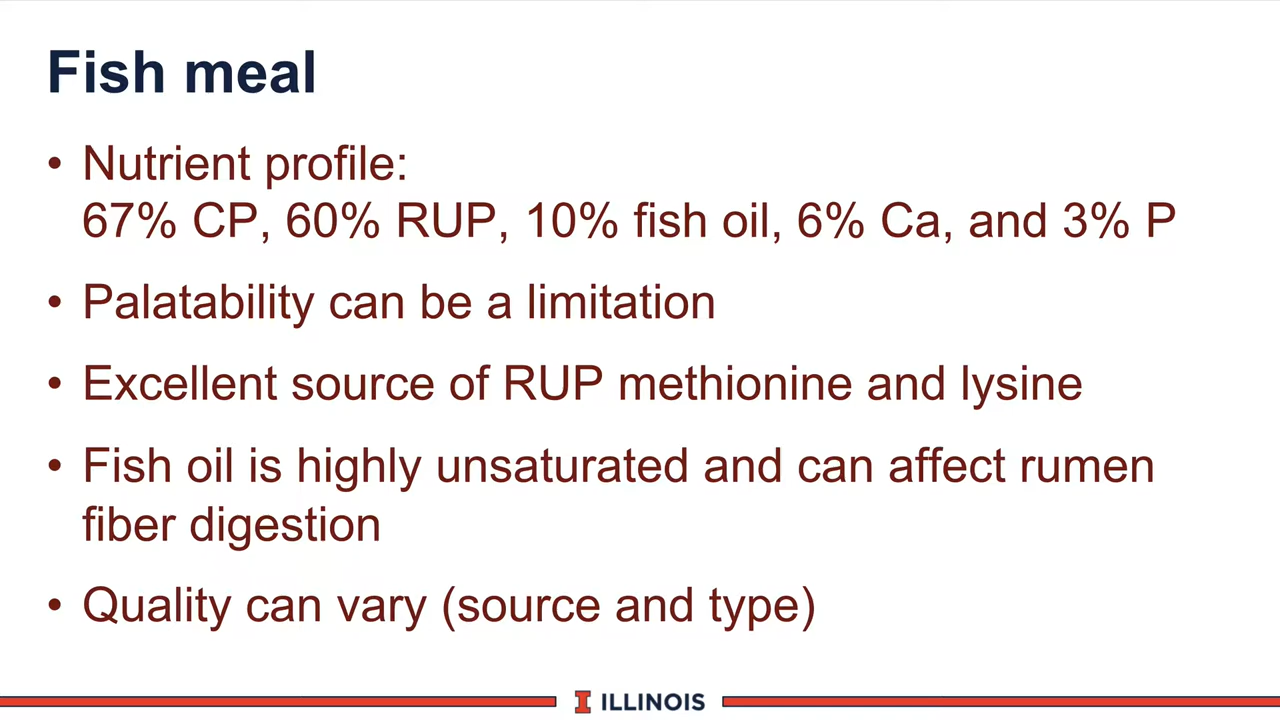 Fish meal
• Nutrient profile:
67% CP, 60% RUP, 10% fish oil, 6% Ca, and 3% P
• Palatability can be a limitation
• Excellent source of RUP methionine and lysine
• Fish oil is highly unsaturated and can affect rumen
fiber digestion
• Quality can vary (source and type)
I ILLINOIS